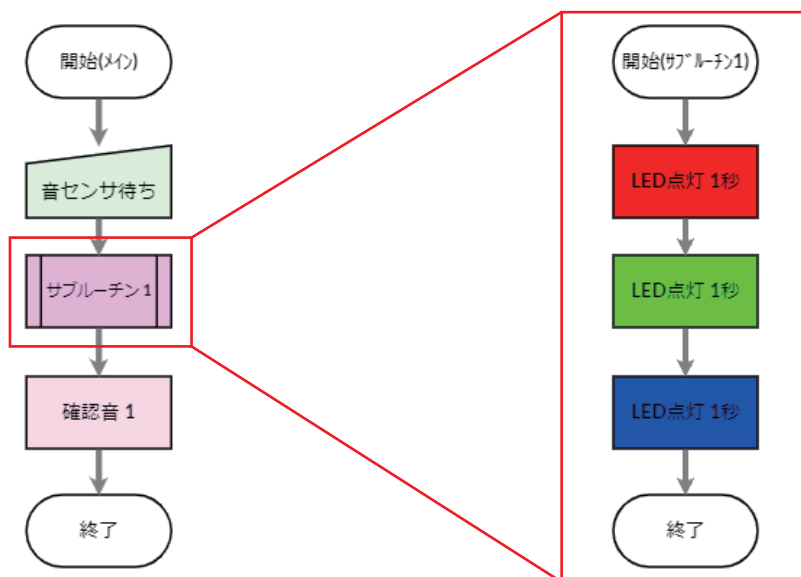 開始(メイン)
音センサ待ち
サブルーチン 1
確認音 1
終了
開始(サブルーチン1)
LED点灯 1秒
LED点灯 1秒
LED点灯 1秒
終了